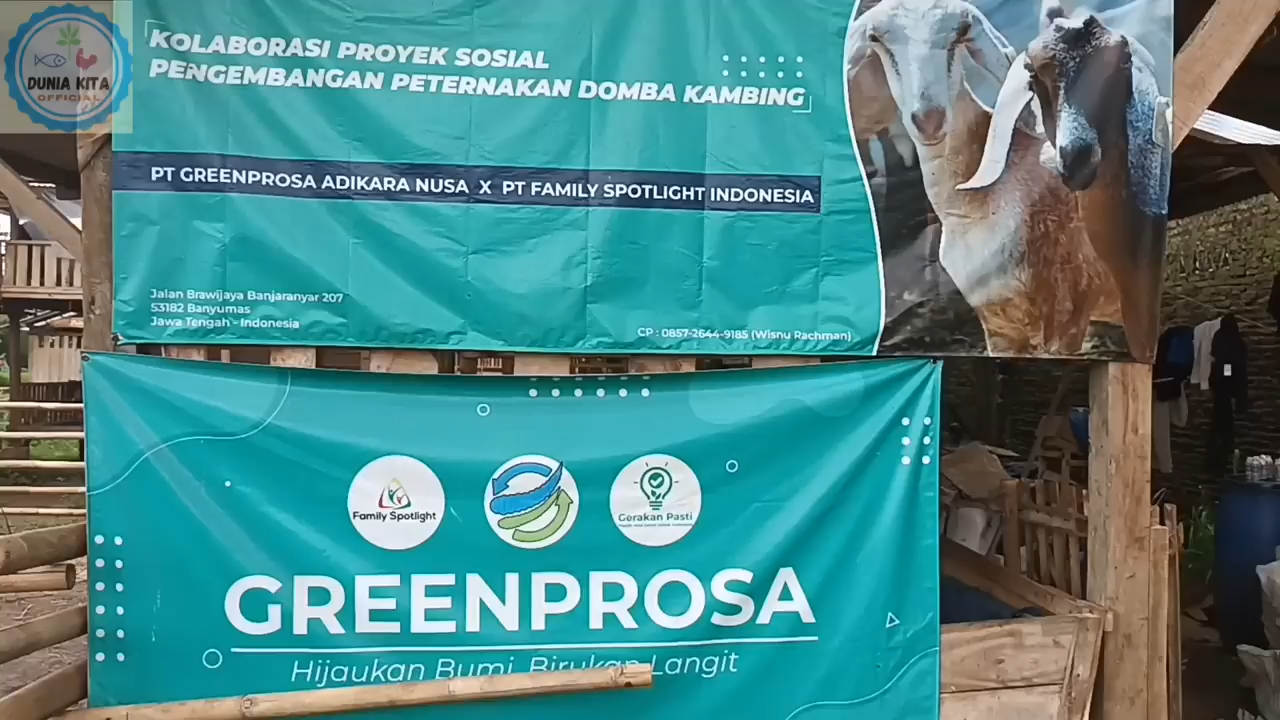 DUNIA KITA
OFFICIAL
KOLABORASI PROYEK SOSIAL
PENGEMBANGAN PETERNAKAN DOMBA KAMBING
PT GREENPROSA ADIKARA NUSA X PT FAMILY SPOTLIGHT INDONESIA
Jalan Brawijaya Banjaranyar 207
53182 Banyumas
Jawa Tengah - Indonesia
CP : 0857-2644-9185 (Wisnu Rachman)
Family Spotlight
Gerakan Pasti
GREENPROSA
Hijaukan Bumi, Birukan Langit